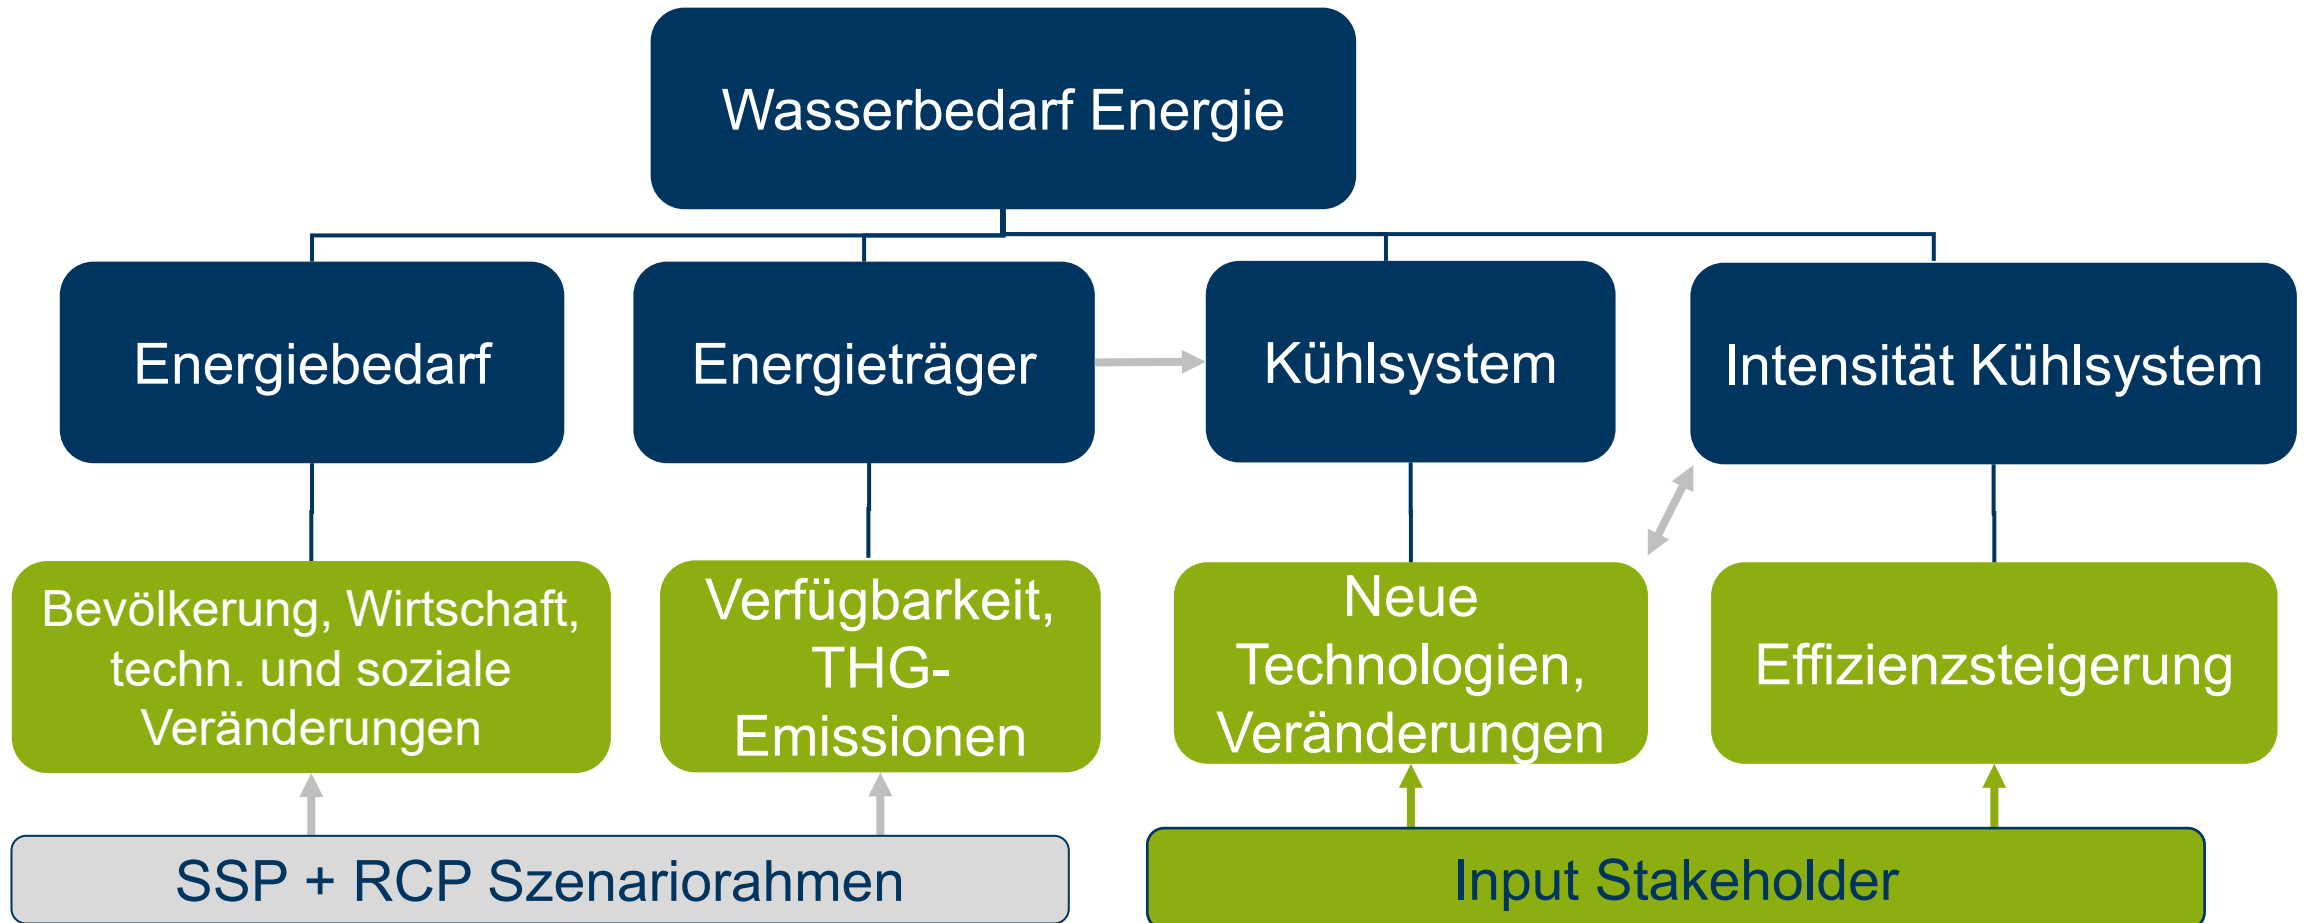 Wasserbedarf Energie
Energiebedarf
Energieträger
Kühlsystem
Intensität Kühlsystem
Bevölkerung, Wirtschaft,
techn. und soziale
Veränderungen
Verfügbarkeit,
THG-
Emissionen
Neue
Technologien,
Veränderungen
Effizienzsteigerung
SSP + RCP Szenariorahmen
Input Stakeholder